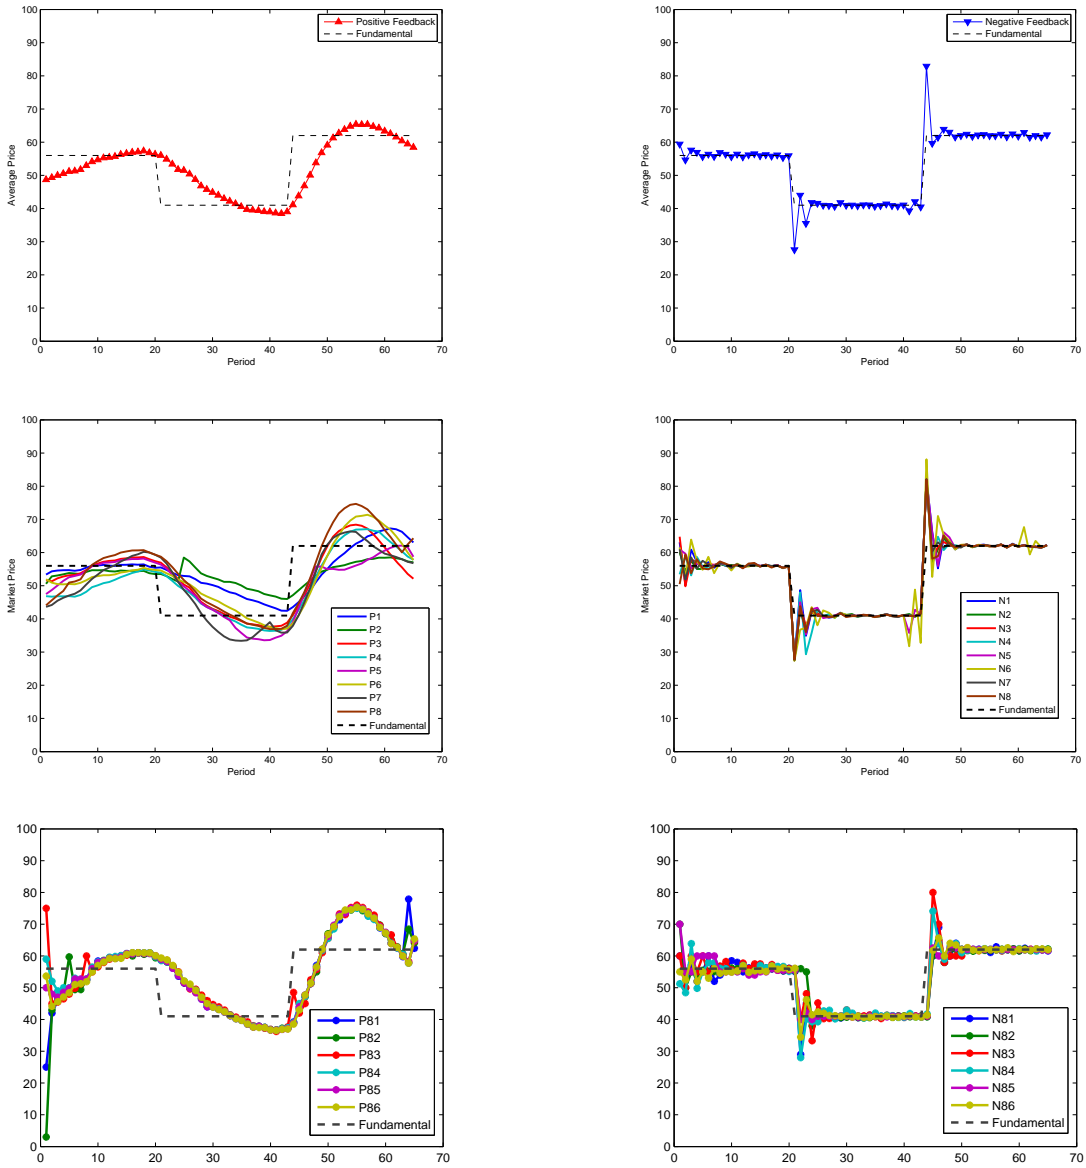 100
90
80
70
60
50
40
30
20
10
0
Average Price
Positive Feedback
Fundamental
0 10 20 30 40 50 60 70
Period
100
90
80
70
60
50
40
30
20
10
0
Average Price
Negative Feedback
Fundamental
0 10 20 30 40 50 60 70
Period
100
90
80
70
60
50
40
30
20
10
0
Market Price
P1
P2
P3
P4
P5
P6
P7
P8
Fundamental
0 10 20 30 40 50 60 70
Period
100
90
80
70
60
50
40
30
20
10
0
Market Price
N1
N2
N3
N4
N5
N6
N7
N8
Fundamental
0 10 20 30 40 50 60 70
Period
100
90
80
70
60
50
40
30
20
10
0
P81
P82
P83
P84
P85
P86
Fundamental
0 10 20 30 40 50 60 70
100
90
80
70
60
50
40
30
20
10
0
N81
N82
N83
N84
N85
N86
Fundamental
0 10 20 30 40 50 60 70